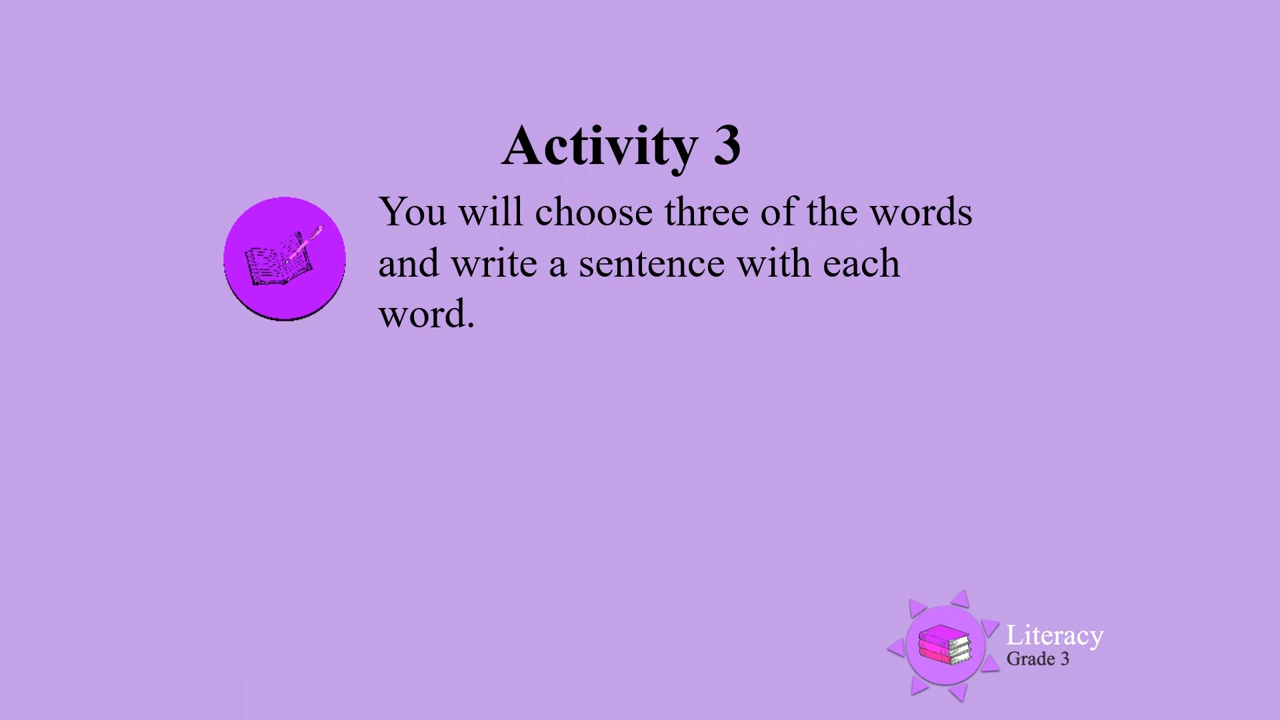 Activity 3
You will choose three of the words
and write a sentence with each
word.
Literacy
Grade 3